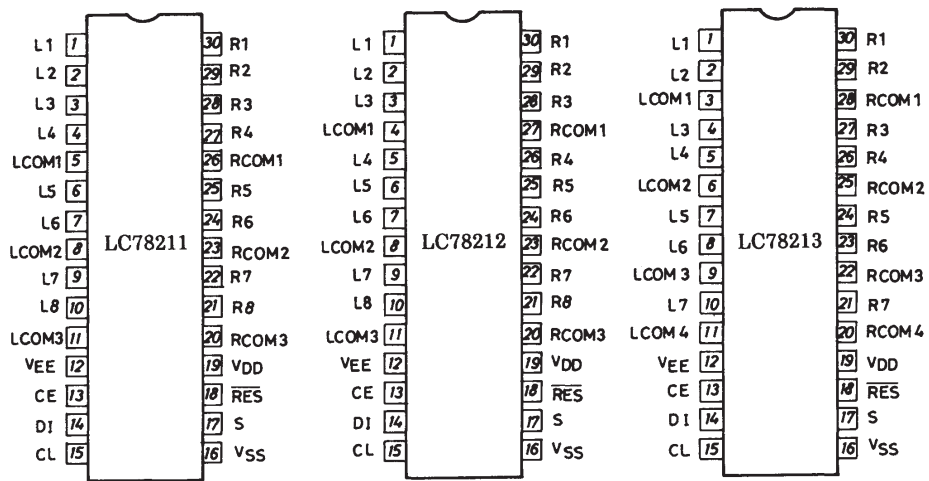 L1 1 30 R1 L1 1 30 R1 L1 1 30 R1
L2 2 29 R2 L2 2 29 R2 L2 2 29 R2
L3 3 28 R3 L3 3 28 R3 LCOM1 3 28 RCOM1
L4 4 27 R4 LCOM1 4 27 RCOM1 L3 4 27 R3
LCOM1 5 26 RCOM1 L4 5 26 R4 L4 5 26 R4
L5 6 25 R5 L5 6 25 R5 LCOM2 6 25 RCOM2
L6 7 24 R6 L6 7 24 R6 L5 7 24 R5
LCOM2 8 LC78211 23 RCOM2 LCOM2 8 LC78212 23 RCOM2 L6 8 LC78213 23 R6
L7 9 22 R7 L7 9 22 R7 LCOM3 9 22 RCOM3
L8 10 21 R8 L8 10 21 R8 L7 10 21 R7
LCOM3 11 20 RCOM3 LCOM3 11 20 RCOM3 LCOM4 11 20 RCOM4
VEE 12 19 VDD VEE 12 19 VDD VEE 12 19 VDD
CE 13 18 RES CE 13 18 RES CE 13 18 RES
DI 14 17 S DI 14 17 S DI 14 17 S
CL 15 16 VSS CL 15 16 VSS CL 15 16 VSS